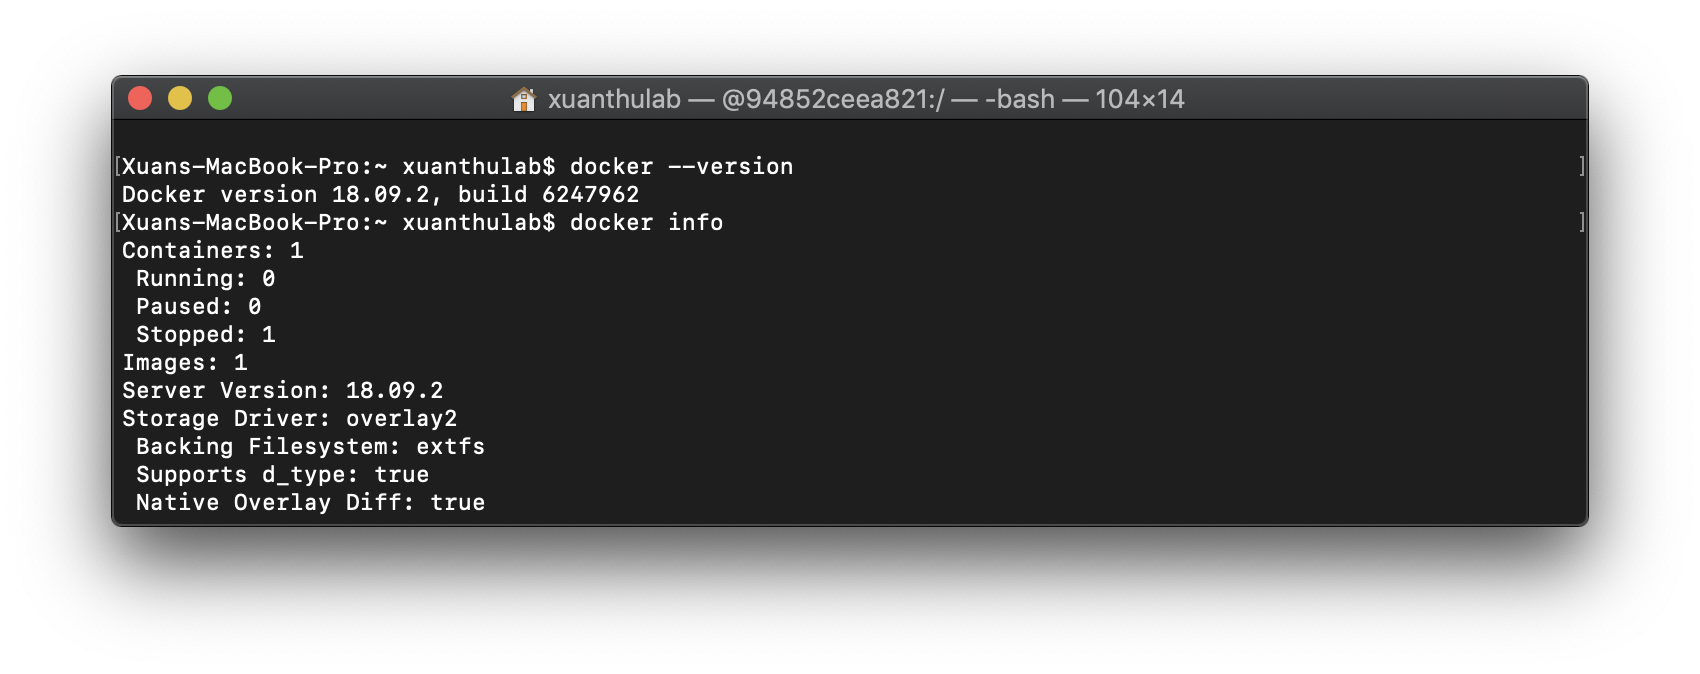 xuanthulab — @94852ceea821:/ — -bash — 104×14
[Xuans-MacBook-Pro:~ xuanthulab$ docker --version ]
Docker version 18.09.2, build 6247962
[Xuans-MacBook-Pro:~ xuanthulab$ docker info ]
Containers: 1
 Running: 0
 Paused: 0
 Stopped: 1
Images: 1
Server Version: 18.09.2
Storage Driver: overlay2
 Backing Filesystem: extfs
 Supports d_type: true
 Native Overlay Diff: true